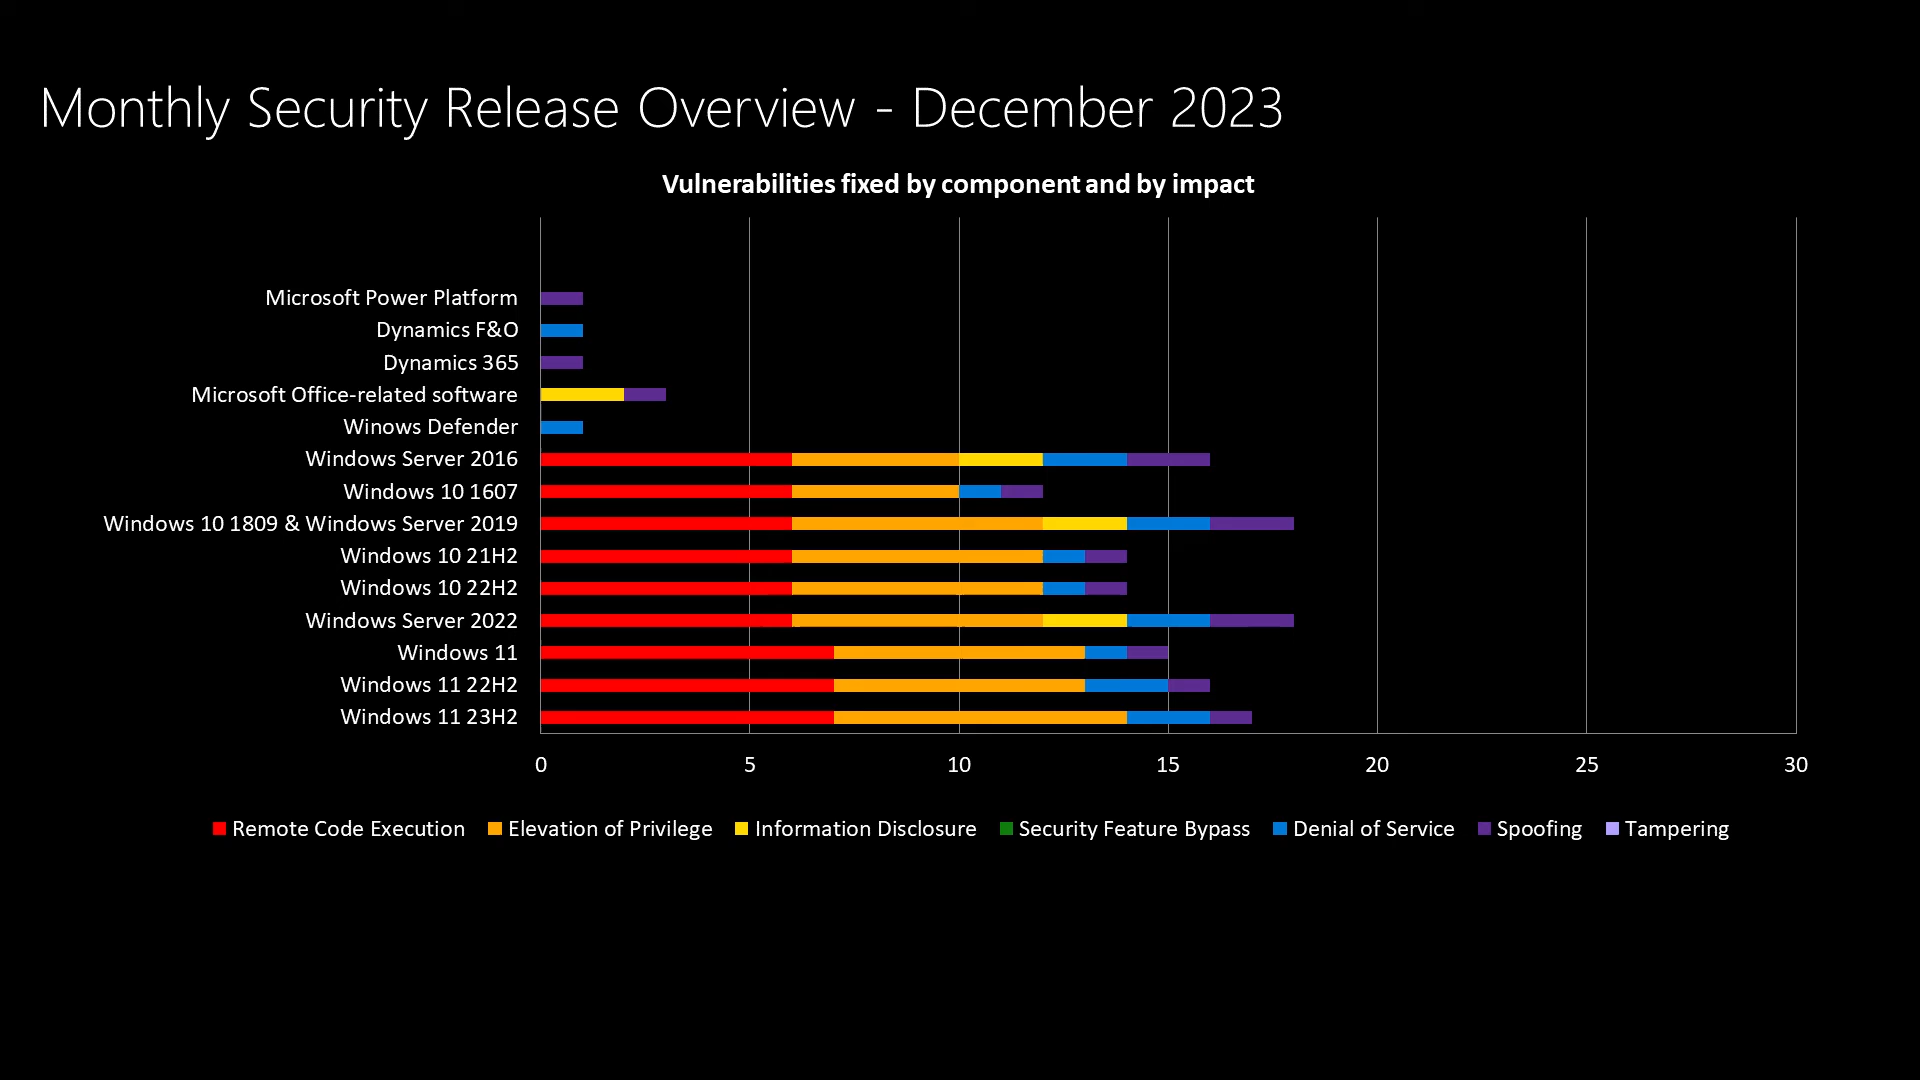 Monthly Security Release Overview - December 2023
Vulnerabilities fixed by component and by impact
Microsoft Power Platform
Dynamics F&O
Dynamics 365
Microsoft Office-related software
Winows Defender
Windows Server 2016
Windows 10 1607
Windows 10 1809 & Windows Server 2019
Windows 10 21H2
Windows 10 22H2
Windows Server 2022
Windows 11
Windows 11 22H2
Windows 11 23H2
0 5 10 15 20 25 30
Remote Code Execution Elevation of Privilege Information Disclosure Security Feature Bypass Denial of Service Spoofing Tampering